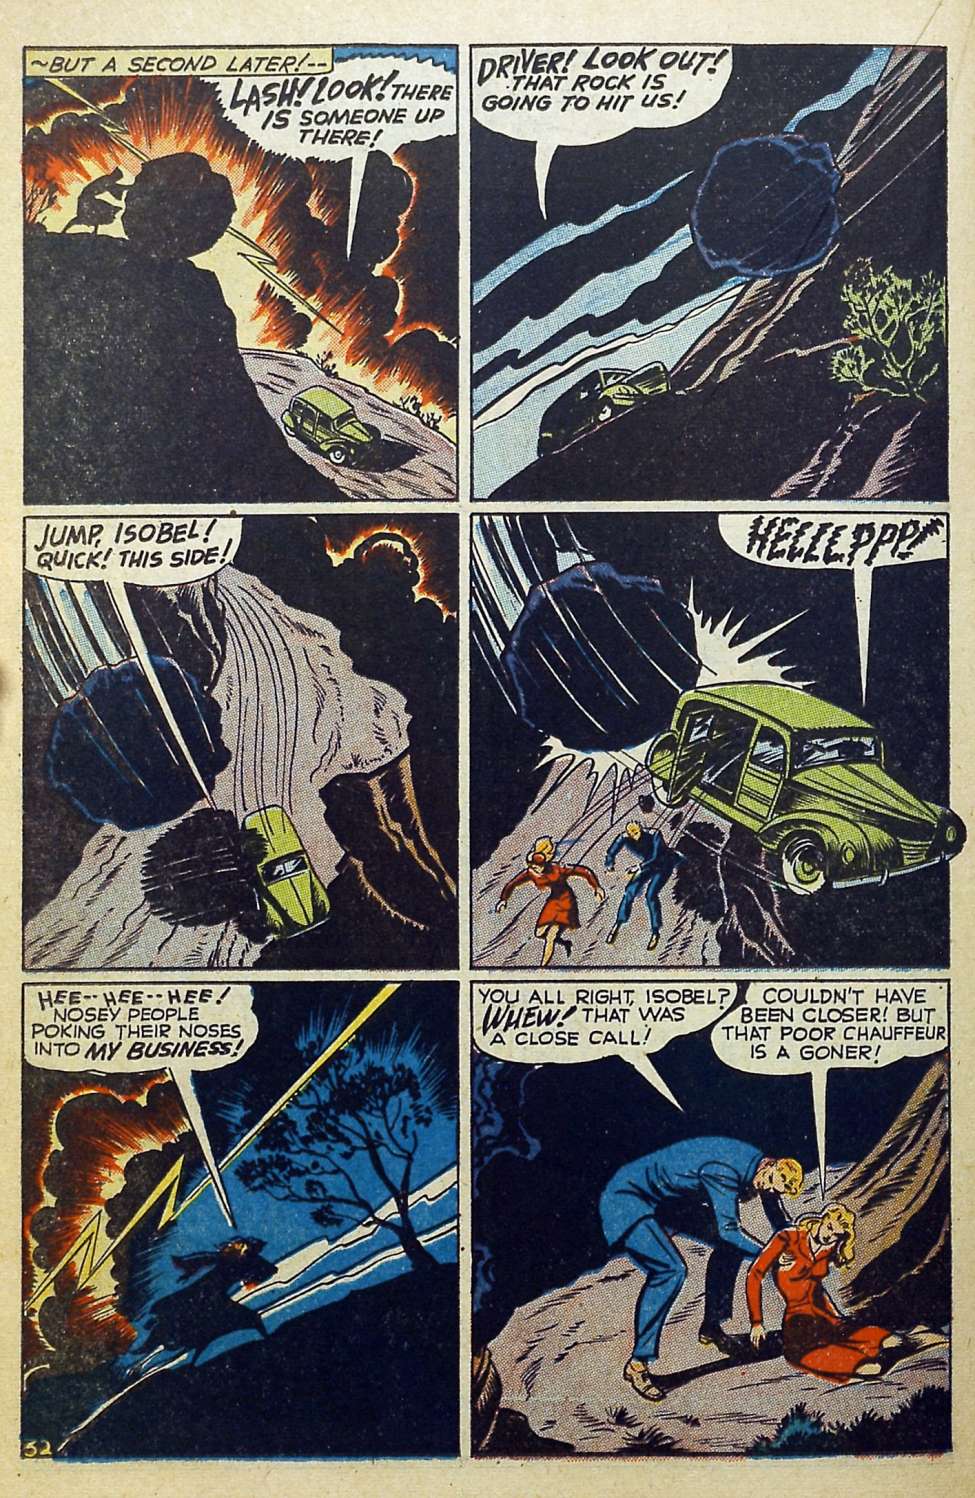 ~BUT A SECOND LATER!--
LASH! LOOK! THERE
IS SOMEONE UP
THERE!
DRIVER! LOOK OUT!
THAT ROCK IS
GOING TO HIT US!
JUMP, ISOBEL!
QUICK! THIS SIDE!
HELLLPPP!
HEE--HEE--HEE!
NOSEY PEOPLE
POKING THEIR NOSES
INTO MY BUSINESS!
YOU ALL RIGHT, ISOBEL?
WHEW! THAT WAS
A CLOSE CALL!
COULDN'T HAVE
BEEN CLOSER! BUT
THAT POOR CHAUFFEUR
IS A GONER!
52